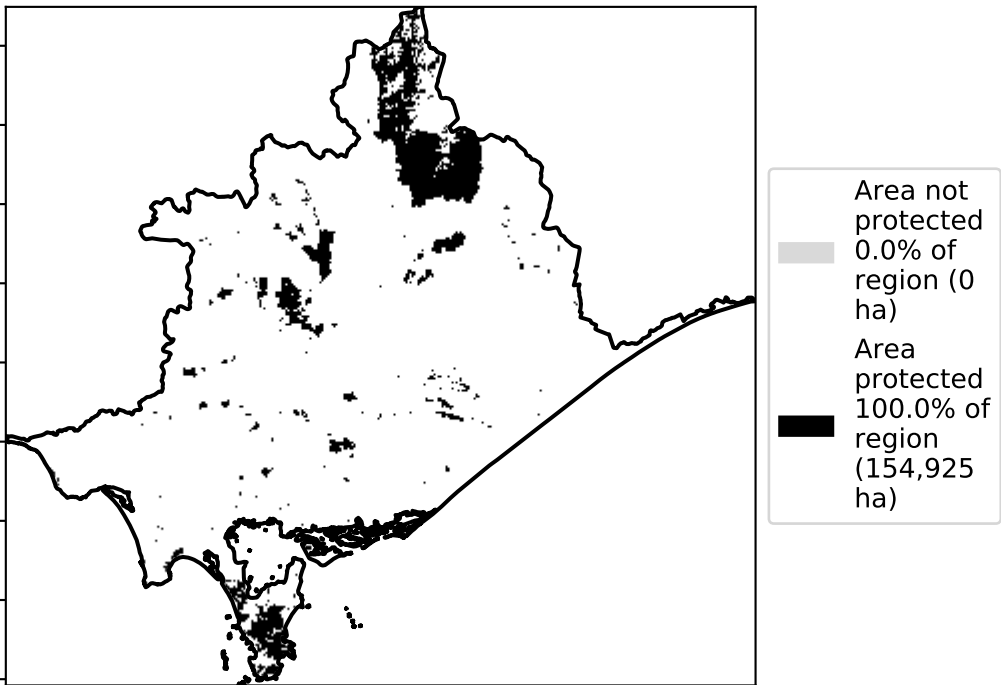 Area not
protected
0.0% of
region (0
ha)
Area
protected
100.0% of
region
(154,925
ha)